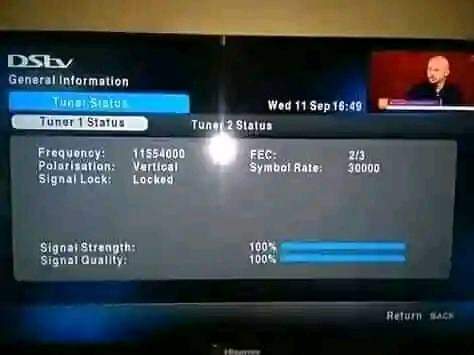 DStv
General Information
Tuner Status
Wed 11 Sep 16:49
Tuner 1 Status
Tuner 2 Status
Frequency: 11554000 FEC: 2/3
Polarisation: Vertical Symbol Rate: 30000
Signal Lock: Locked
Signal Strength: 100%
Signal Quality: 100%
Return BACK
Hisense